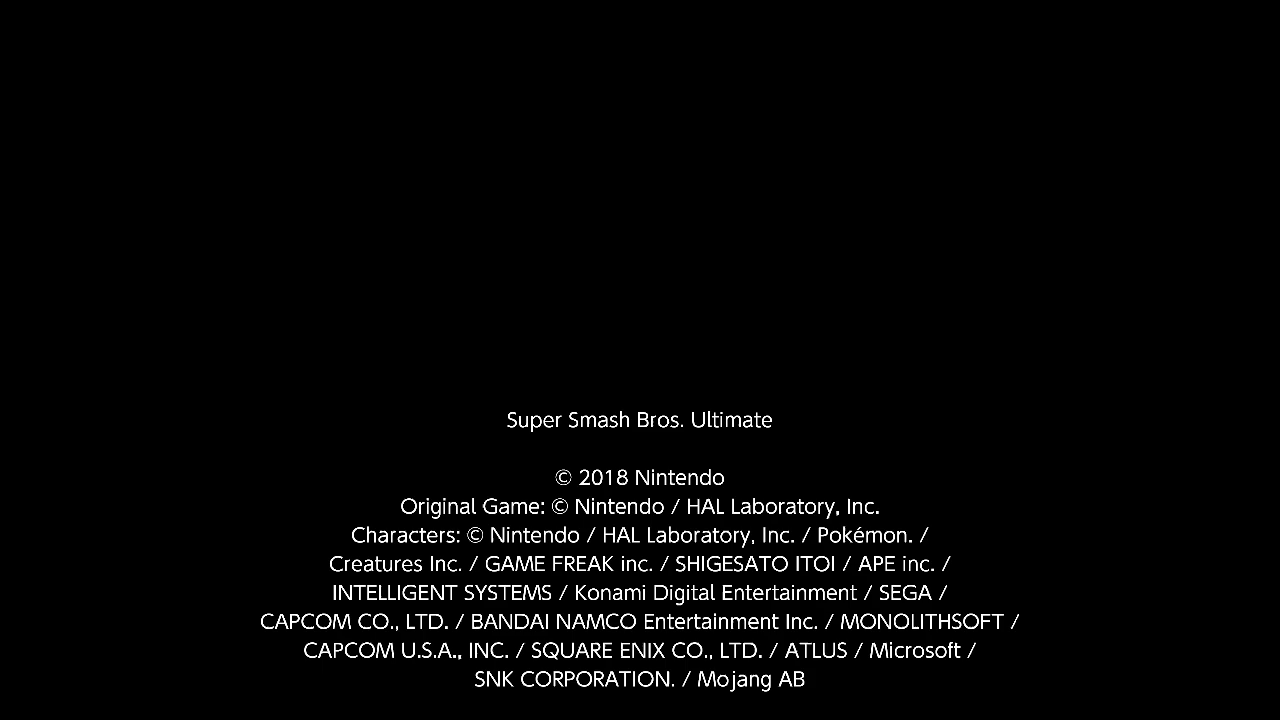 Super Smash Bros. Ultimate
© 2018 Nintendo
Original Game: © Nintendo / HAL Laboratory, Inc.
Characters: © Nintendo / HAL Laboratory, Inc. / Pokémon. /
Creatures Inc. / GAME FREAK inc. / SHIGESATO ITOI / APE inc. /
INTELLIGENT SYSTEMS / Konami Digital Entertainment / SEGA /
CAPCOM CO., LTD. / BANDAI NAMCO Entertainment Inc. / MONOLITHSOFT /
CAPCOM U.S.A., INC. / SQUARE ENIX CO., LTD. / ATLUS / Microsoft /
SNK CORPORATION. / Mojang AB